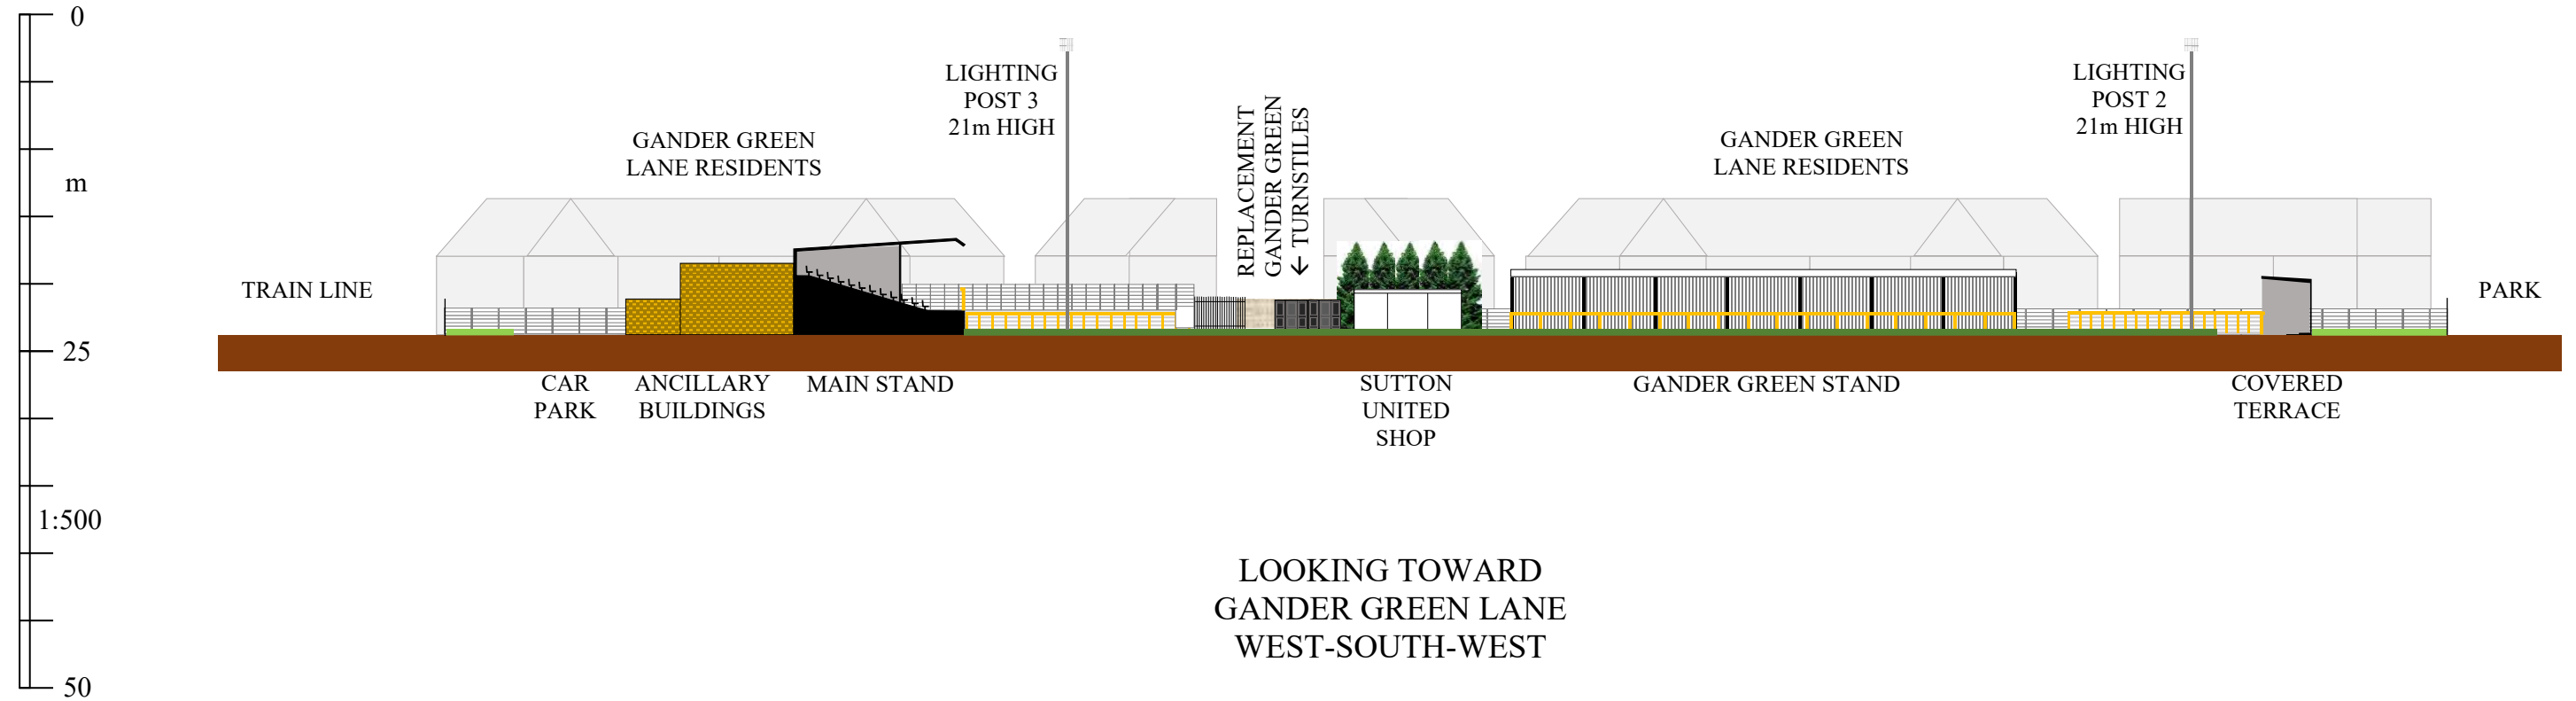 0
m
25
1:500
50
TRAIN LINE
GANDER GREEN
LANE RESIDENTS
LIGHTING
POST 3
21m HIGH
REPLACEMENT
GANDER GREEN
← TURNSTILES
GANDER GREEN
LANE RESIDENTS
LIGHTING
POST 2
21m HIGH
PARK
CAR
PARK
ANCILLARY
BUILDINGS
MAIN STAND
SUTTON
UNITED
SHOP
GANDER GREEN STAND
COVERED
TERRACE
LOOKING TOWARD
GANDER GREEN LANE
WEST-SOUTH-WEST